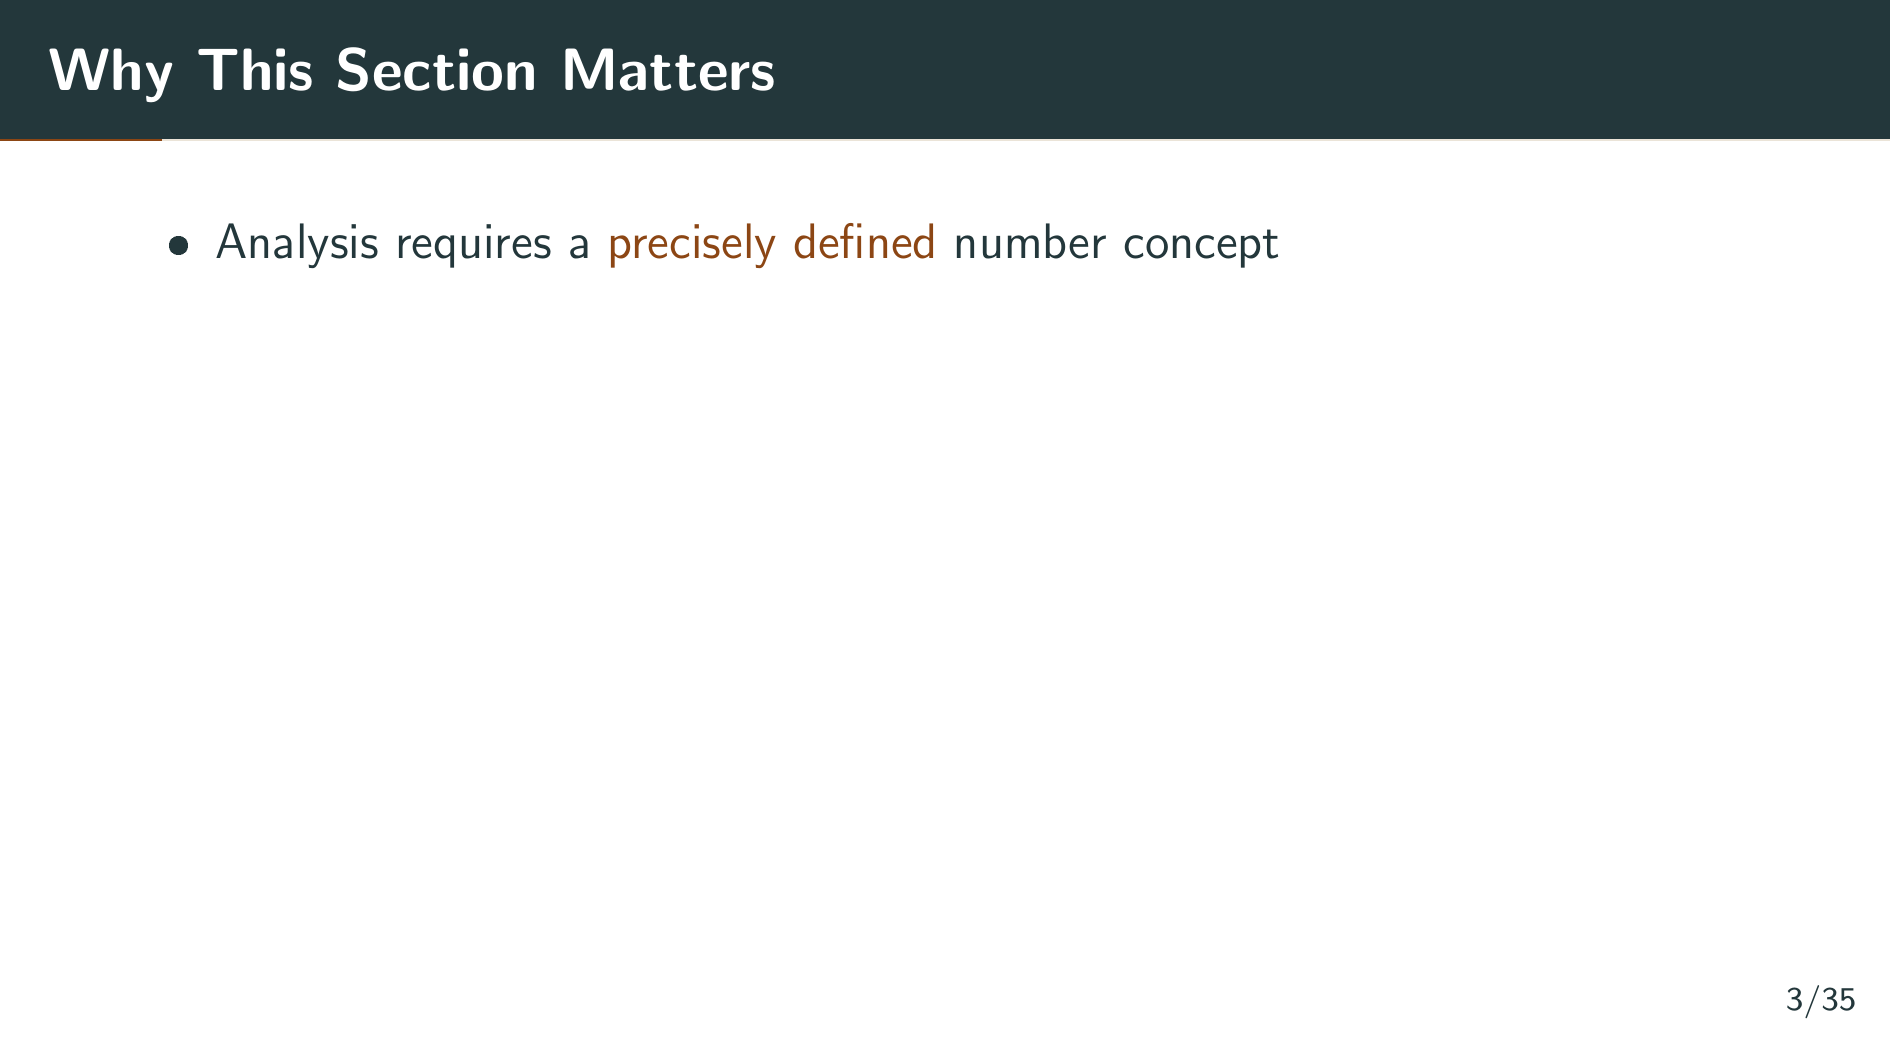 Why This Section Matters
• Analysis requires a precisely defined number concept
3/35